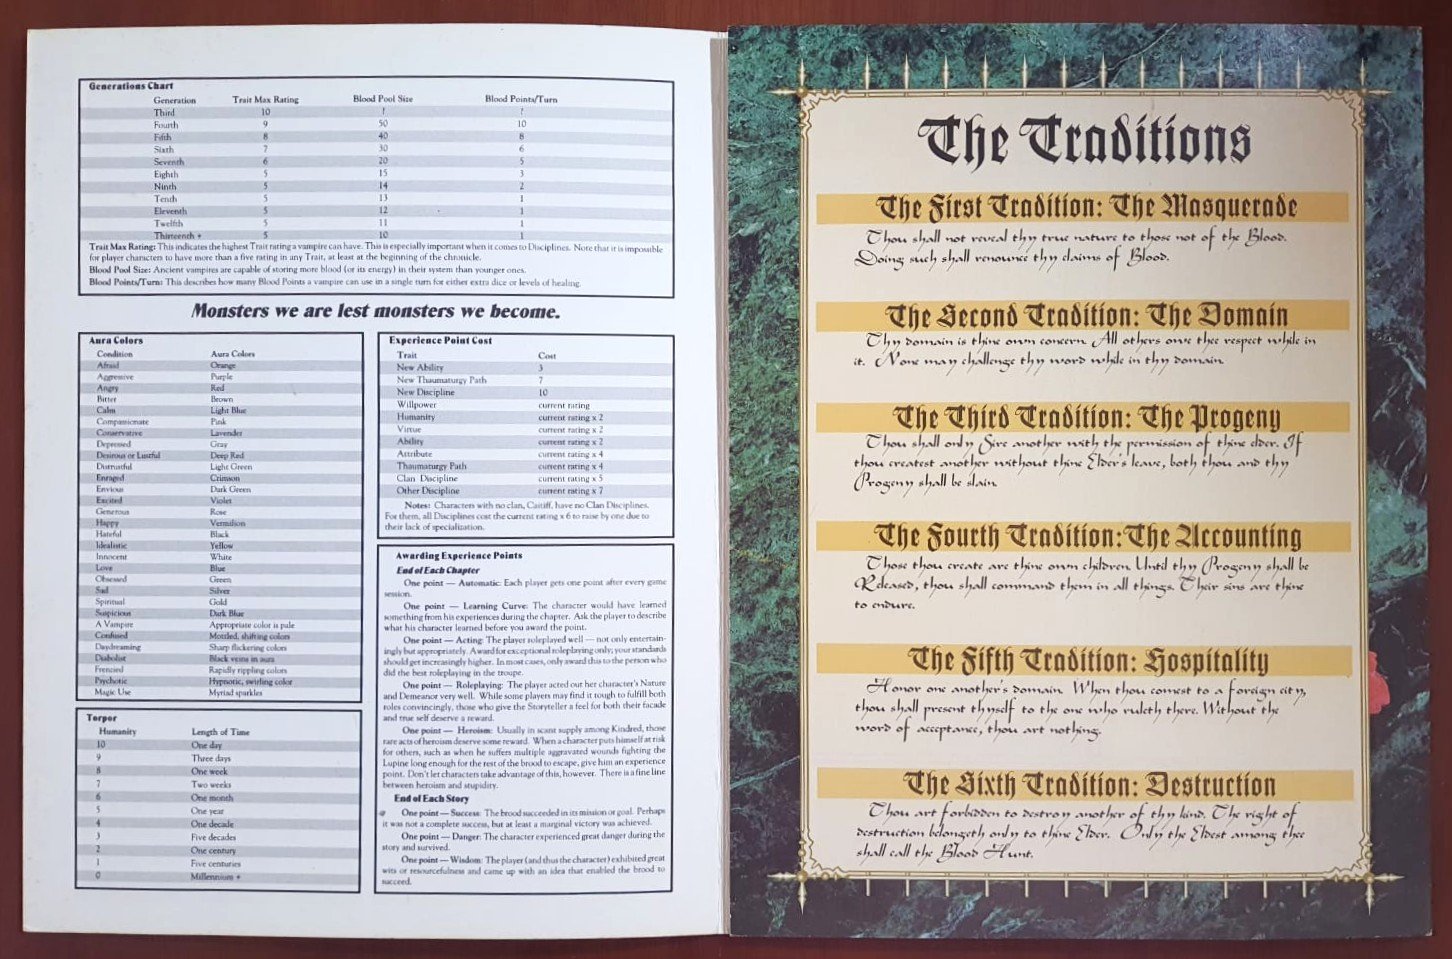 Generations Chart
Generation Trait Max Rating Blood Pool Size Blood Points/Turn
Third 10 ? ?
Fourth 9 50 10
Fifth 8 40 8
Sixth 7 30 6
Seventh 6 20 5
Eighth 5 15 3
Ninth 5 14 2
Tenth 5 13 1
Eleventh 5 12 1
Twelfth 5 11 1
Thirteenth + 5 10 1
Trait Max Rating: This indicates the highest Trait rating a vampire can have. This is especially important when it comes to Disciplines. Note that it is impossible
for player characters to have more than a five rating in any Trait, at least at the beginning of the chronicle.
Blood Pool Size: Ancient vampires are capable of storing more blood (or its energy) in their system than younger ones.
Blood Points/Turn: This describes how many Blood Points a vampire can use in a single turn for either extra dice or levels of healing.
Monsters we are lest monsters we become.
Aura Colors
Condition Aura Colors
Afraid Orange
Aggressive Purple
Angry Red
Bitter Brown
Calm Light Blue
Compassionate Pink
Conservative Lavender
Depressed Gray
Desirous or Lustful Deep Red
Distrustful Light Green
Enraged Crimson
Envious Dark Green
Excited Violet
Generous Rose
Happy Vermilion
Hateful Black
Idealistic Yellow
Innocent White
Love Blue
Obsessed Green
Sad Silver
Spiritual Gold
Suspicious Dark Blue
A Vampire Appropriate color is pale
Confused Mottled, shifting colors
Daydreaming Sharp flickering colors
Diabolist Black veins in aura
Frenzied Rapidly rippling colors
Psychotic Hypnotic, swirling color
Magic Use Myriad sparkles
Torpor
Humanity Length of Time
10 One day
9 Three days
8 One week
7 Two weeks
6 One month
5 One year
4 One decade
3 Five decades
2 One century
1 Five centuries
0 Millennium +
Experience Point Cost
Trait Cost
New Ability 3
New Thaumaturgy Path 7
New Discipline 10
Willpower current rating
Humanity current rating x 2
Virtue current rating x 2
Ability current rating x 2
Attribute current rating x 4
Thaumaturgy Path current rating x 4
Clan Discipline current rating x 5
Other Discipline current rating x 7
Notes: Characters with no clan, Caitiff, have no Clan Disciplines.
For them, all Disciplines cost the current rating x 6 to raise by one due to
their lack of specialization.
Awarding Experience Points
End of Each Chapter
One point — Automatic: Each player gets one point after every game
session.
One point — Learning Curve: The character would have learned
something from his experiences during the chapter. Ask the player to describe
what his character learned before you award the point.
One point — Acting: The player roleplayed well — not only entertain-
ingly but appropriately. Award for exceptional roleplaying only; your standards
should get increasingly higher. In most cases, only award this to the person who
did the best roleplaying in the troupe.
One point — Roleplaying: The player acted out her character's Nature
and Demeanor very well. While some players may find it tough to fulfill both
roles convincingly, those who give the Storyteller a feel for both their facade
and true self deserve a reward.
One point — Heroism: Usually in scant supply among Kindred, those
rare acts of heroism deserve some reward. When a character puts himself at risk
for others, such as when he suffers multiple aggravated wounds fighting the
Lupine long enough for the rest of the brood to escape, give him an experience
point. Don't let characters take advantage of this, however. There is a fine line
between heroism and stupidity.
End of Each Story
One point — Success: The brood succeeded in its mission or goal. Perhaps
it was not a complete success, but at least a marginal victory was achieved.
One point — Danger: The character experienced great danger during the
story and survived.
One point — Wisdom: The player (and thus the character) exhibited great
wits or resourcefulness and came up with an idea that enabled the brood to
succeed.
The Traditions
The First Tradition: The Masquerade
Thou shall not reveal thy true nature to those not of the Blood.
Doing such shall renounce thy claims of Blood.
The Second Tradition: The Domain
Thy domain is thine own concern. All others owe thee respect while in
it. None may challenge thy word while in thy domain.
The Third Tradition: The Progeny
Thou shall only Sire another with the permission of thine elder. If
thou createst another without thine Elder's leave, both thou and thy
Progeny shall be slain.
The Fourth Tradition: The Accounting
Those thou create are thine own children. Until thy Progeny shall be
Released, thou shall command them in all things. Their sins are thine
to endure.
The Fifth Tradition: Hospitality
Honor one another's domain. When thou comest to a foreign city,
thou shall present thyself to the one who ruleth there. Without the
word of acceptance, thou art nothing.
The Sixth Tradition: Destruction
Thou art forbidden to destroy another of thy kind. The right of
destruction belongeth only to thine Elder. Only the Eldest among thee
shall call the Blood Hunt.